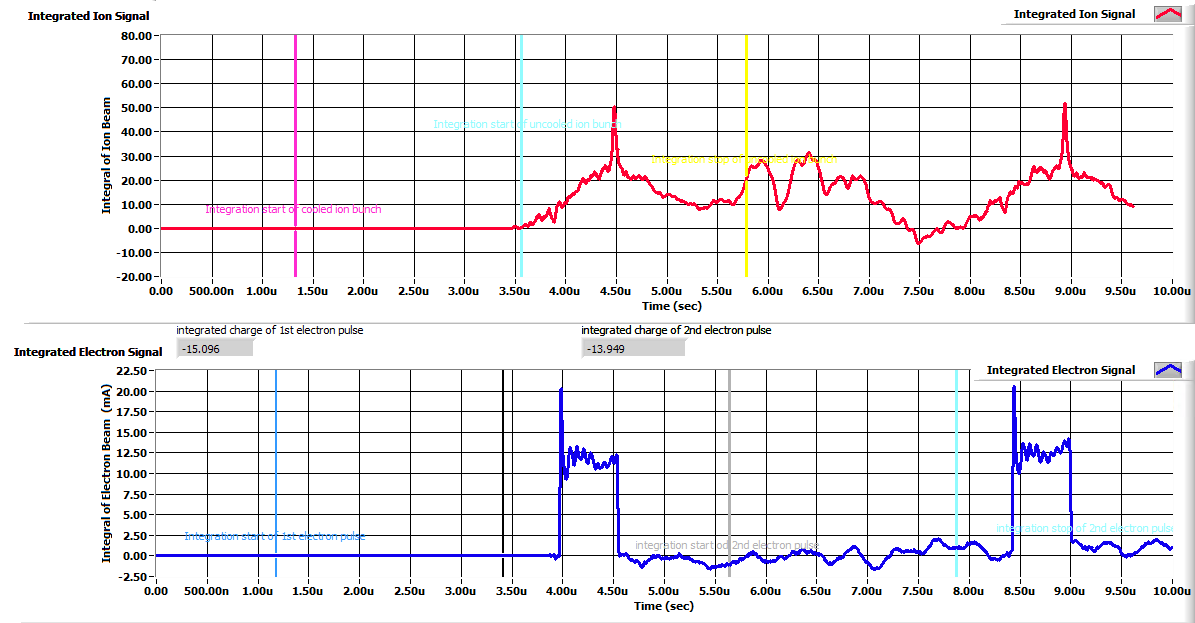 Integrated Ion Signal
Integrated Ion Signal
80.00
70.00
60.00
50.00
40.00
30.00
20.00
10.00
0.00
-10.00
-20.00
Integral of Ion Beam
Integration start of uncooled ion bunch
Integration stop of
Integration start of cooled ion bunch
0.00 500.00n 1.00u 1.50u 2.00u 2.50u 3.00u 3.50u 4.00u 4.50u 5.00u 5.50u 6.00u 6.50u 7.00u 7.50u 8.00u 8.50u 9.00u 9.50u 10.00u
Time (sec)
integrated charge of 1st electron pulse
-15.096
integrated charge of 2nd electron pulse
-13.949
Integrated Electron Signal
Integrated Electron Signal
22.50
20.00
17.50
15.00
12.50
10.00
7.50
5.00
2.50
0.00
-2.50
Integral of Electron Beam (mA)
Integration start of 1st electron pulse
integration start od 2nd electron pulse
integration stop of 2nd electron pulse
0.00 500.00n 1.00u 1.50u 2.00u 2.50u 3.00u 3.50u 4.00u 4.50u 5.00u 5.50u 6.00u 6.50u 7.00u 7.50u 8.00u 8.50u 9.00u 9.50u 10.00u
Time (sec)